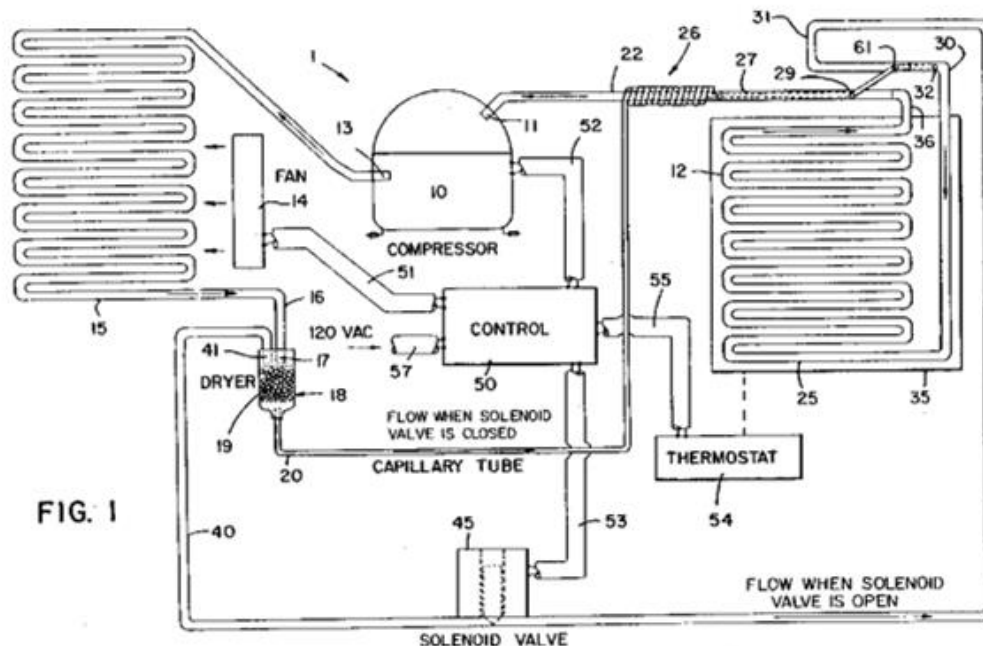 31
26
30
1
22
61
27
29
32
13
11
52
36
FAN
12
14
10
COMPRESSOR
51
16
55
15
120 VAC
CONTROL
41
17
57
DRYER
18
50
25
35
FLOW WHEN SOLENOID
VALVE IS CLOSED
19
THERMOSTAT
20
CAPILLARY TUBE
FIG. 1
53
54
40
45
FLOW WHEN SOLENOID
VALVE IS OPEN
SOLENOID VALVE